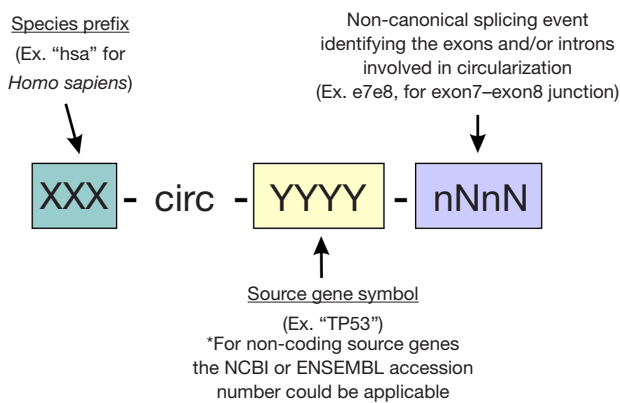 Species prefix
(Ex. “hsa” for
Homo sapiens)
Non-canonical splicing event
identifying the exons and/or introns
involved in circularization
(Ex. e7e8, for exon7–exon8 junction)
XXX - circ - YYYY - nNnN
Source gene symbol
(Ex. “TP53”)
*For non-coding source genes
the NCBI or ENSEMBL accession
number could be applicable